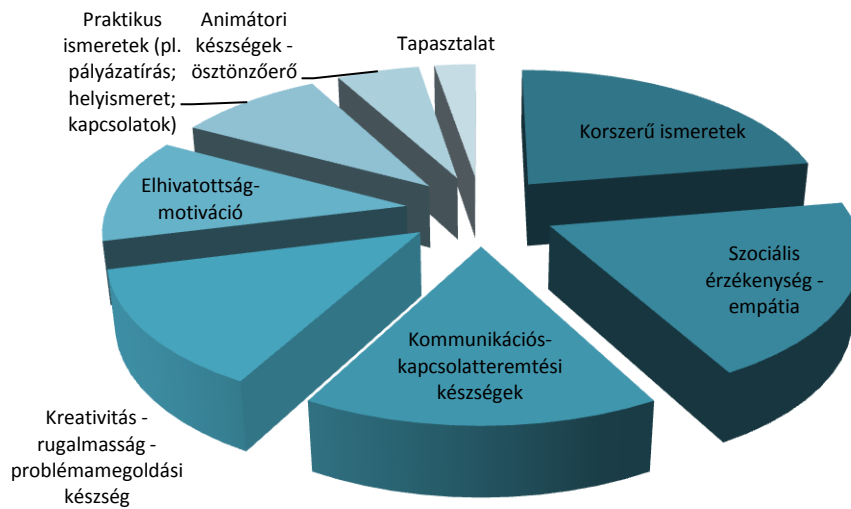 Praktikus
ismeretek (pl.
pályázatírás;
helyismeret;
kapcsolatok)
Animátori
készségek -
ösztönzőerő
Tapasztalat
Korszerű ismeretek
Szociális
érzékenység -
empátia
Kommunikációs-
kapcsolatteremtési
készségek
Kreativitás -
rugalmasság -
problémamegoldási
készség
Elhivatottság-
motiváció